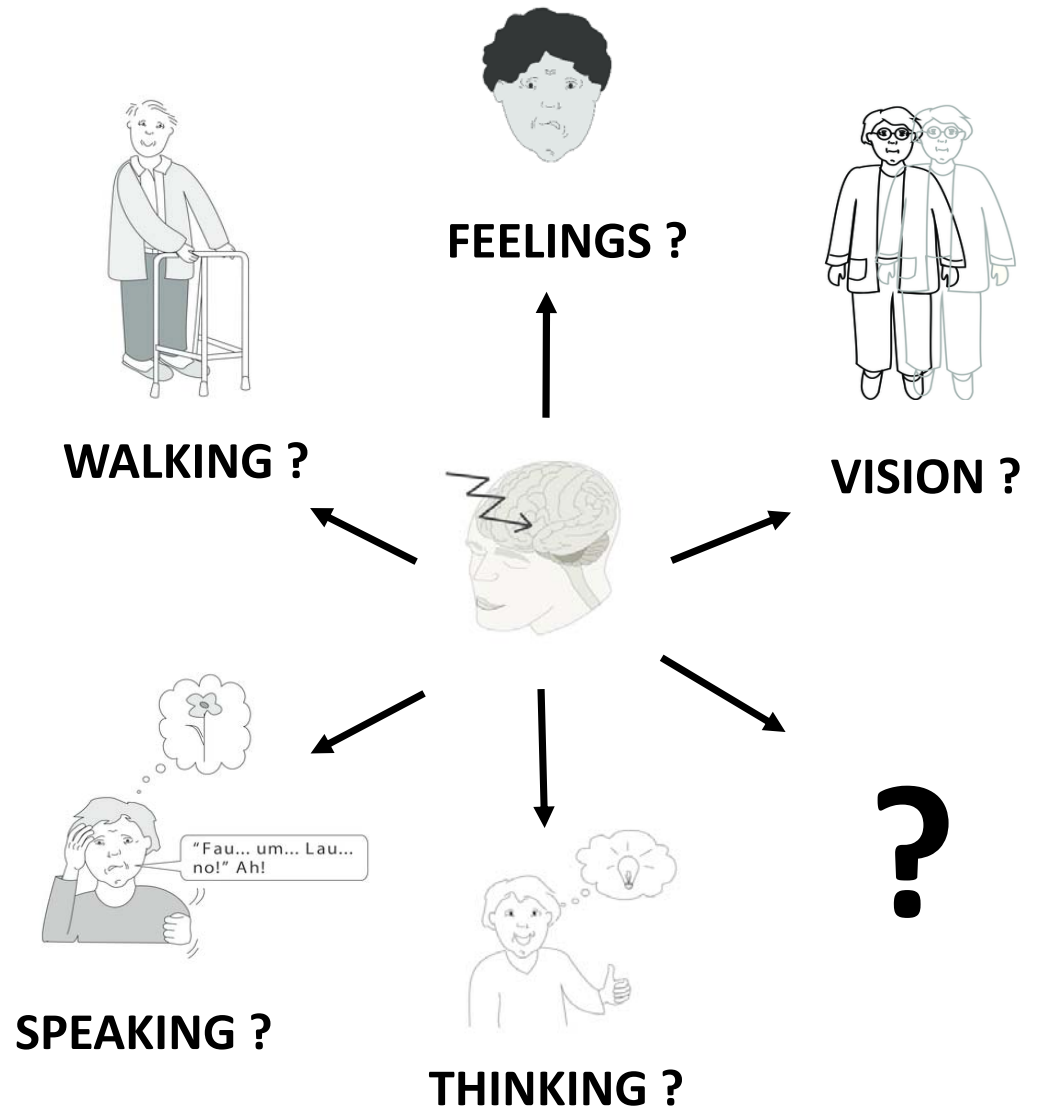 FEELINGS ?
WALKING ?
VISION ?
"Fau... um... Lau...
no!" Ah!
?
SPEAKING ?
THINKING ?